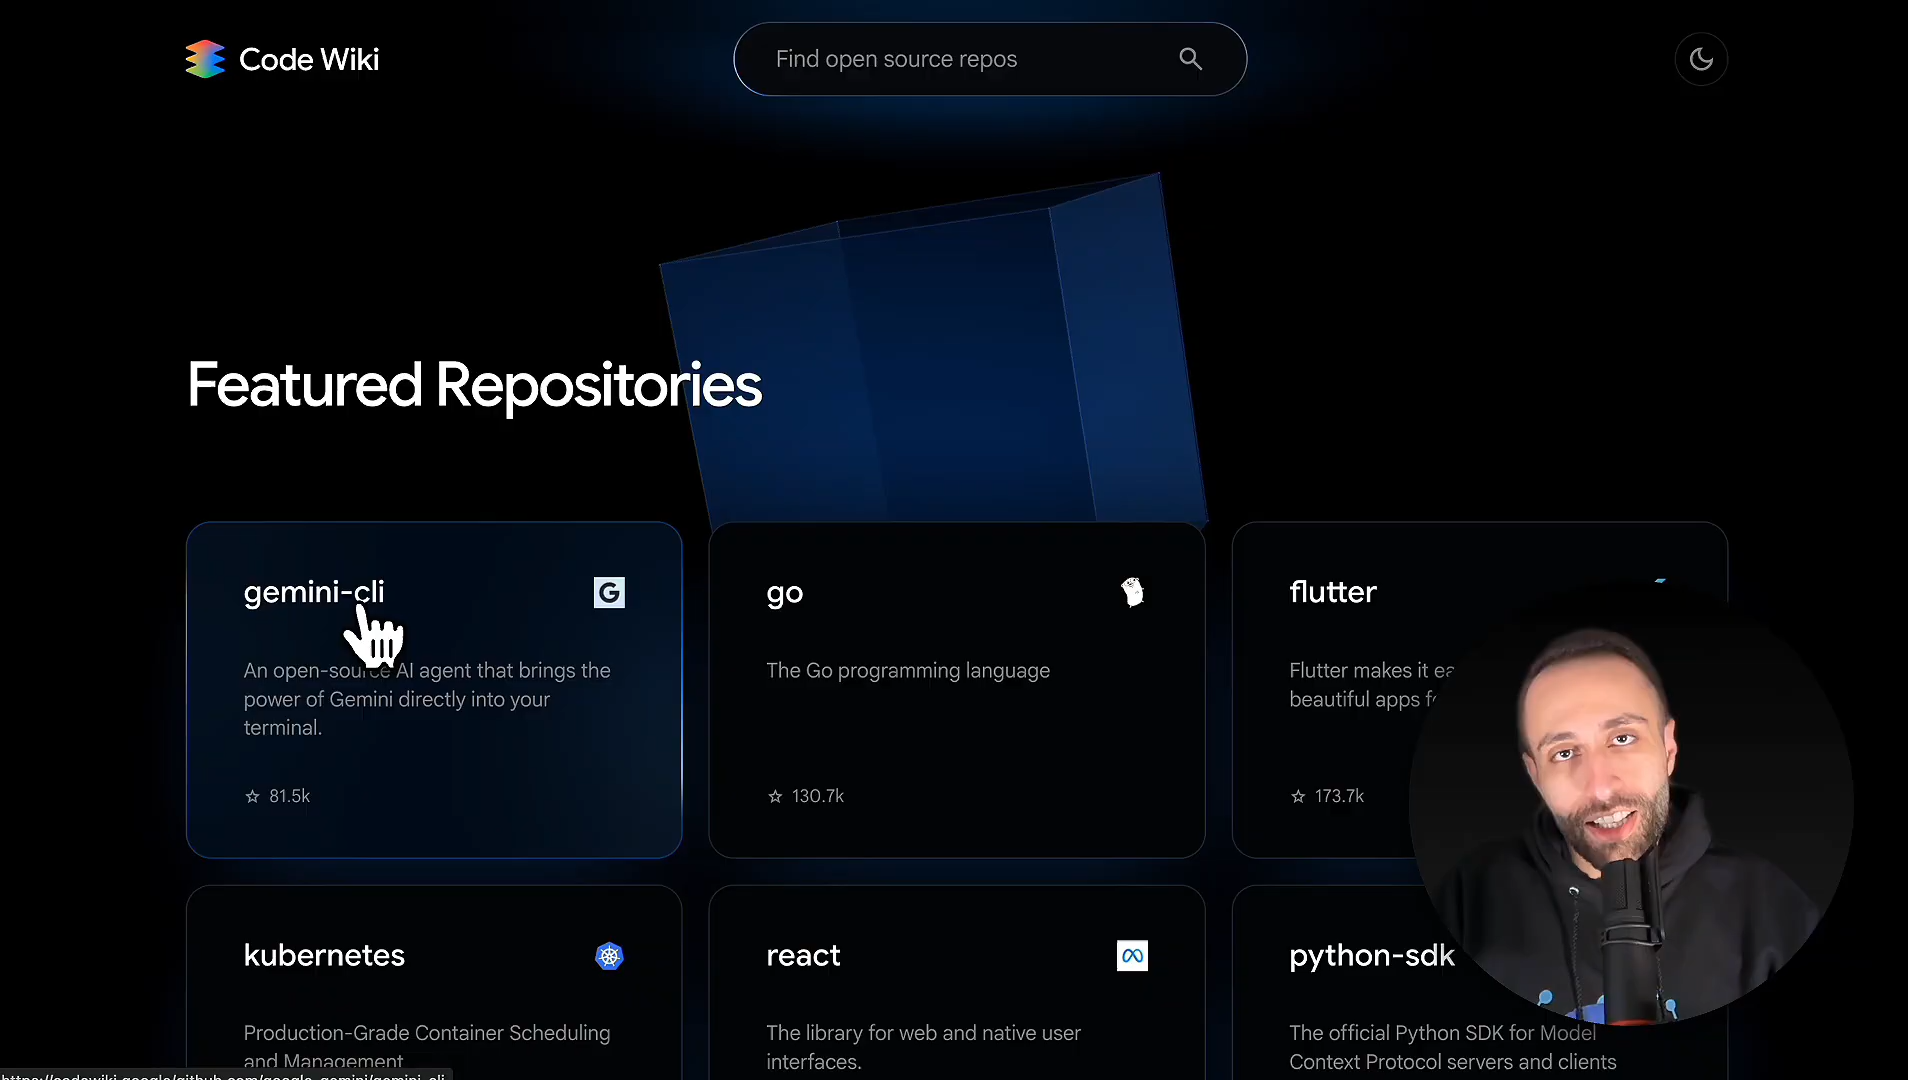 Code Wiki
Find open source repos
Featured Repositories
gemini-cli
G
An open-source AI agent that brings the
power of Gemini directly into your
terminal.
81.5k
go
The Go programming language
130.7k
flutter
Flutter makes it
beautiful apps
173.7k
kubernetes
Production-Grade Container Scheduling
and Management
react
The library for web and native user
interfaces.
python-sdk
The official Python SDK for Model
Context Protocol servers and clients